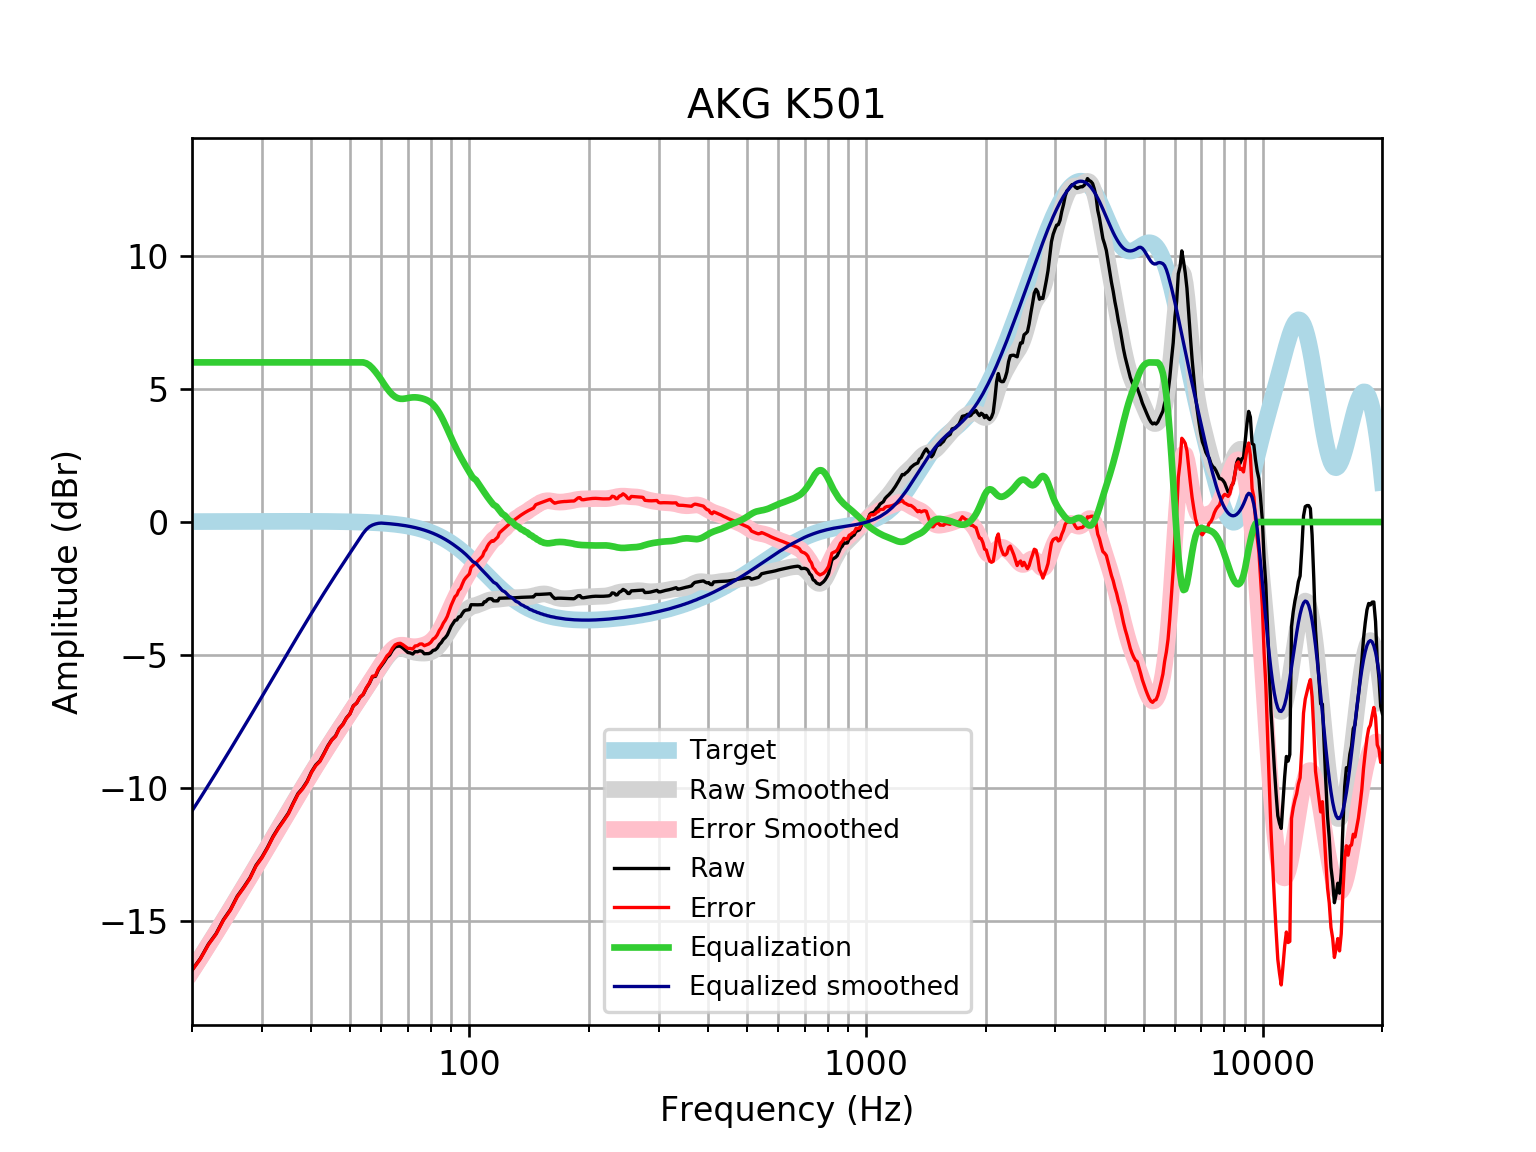 AKG K501
Amplitude (dBr)
10
5
0
−5
−10
−15
Target
Raw Smoothed
Error Smoothed
Raw
Error
Equalization
Equalized smoothed
100
1000
10000
Frequency (Hz)